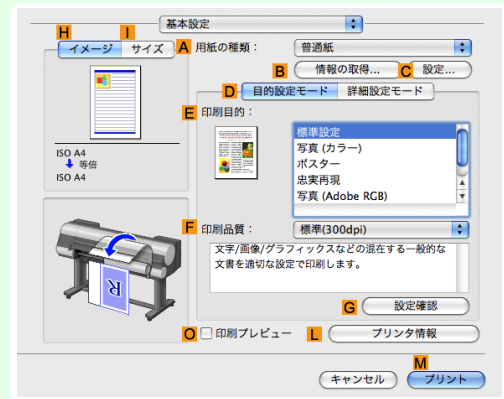 基本設定
H I
イメージ サイズ A 用紙の種類： 普通紙
B 情報の取得... C 設定...
D 目的設定モード 詳細設定モード
E 印刷目的：
標準設定
写真 (カラー)
ポスター
忠実再現
写真 (Adobe RGB)
ISO A4
等倍
ISO A4
F 印刷品質： 標準(300dpi)
文字/画像/グラフィックスなどの混在する一般的な
文書を適切な設定で印刷します。
R
G 設定確認
O 印刷プレビュー L プリンタ情報
M
キャンセル プリント